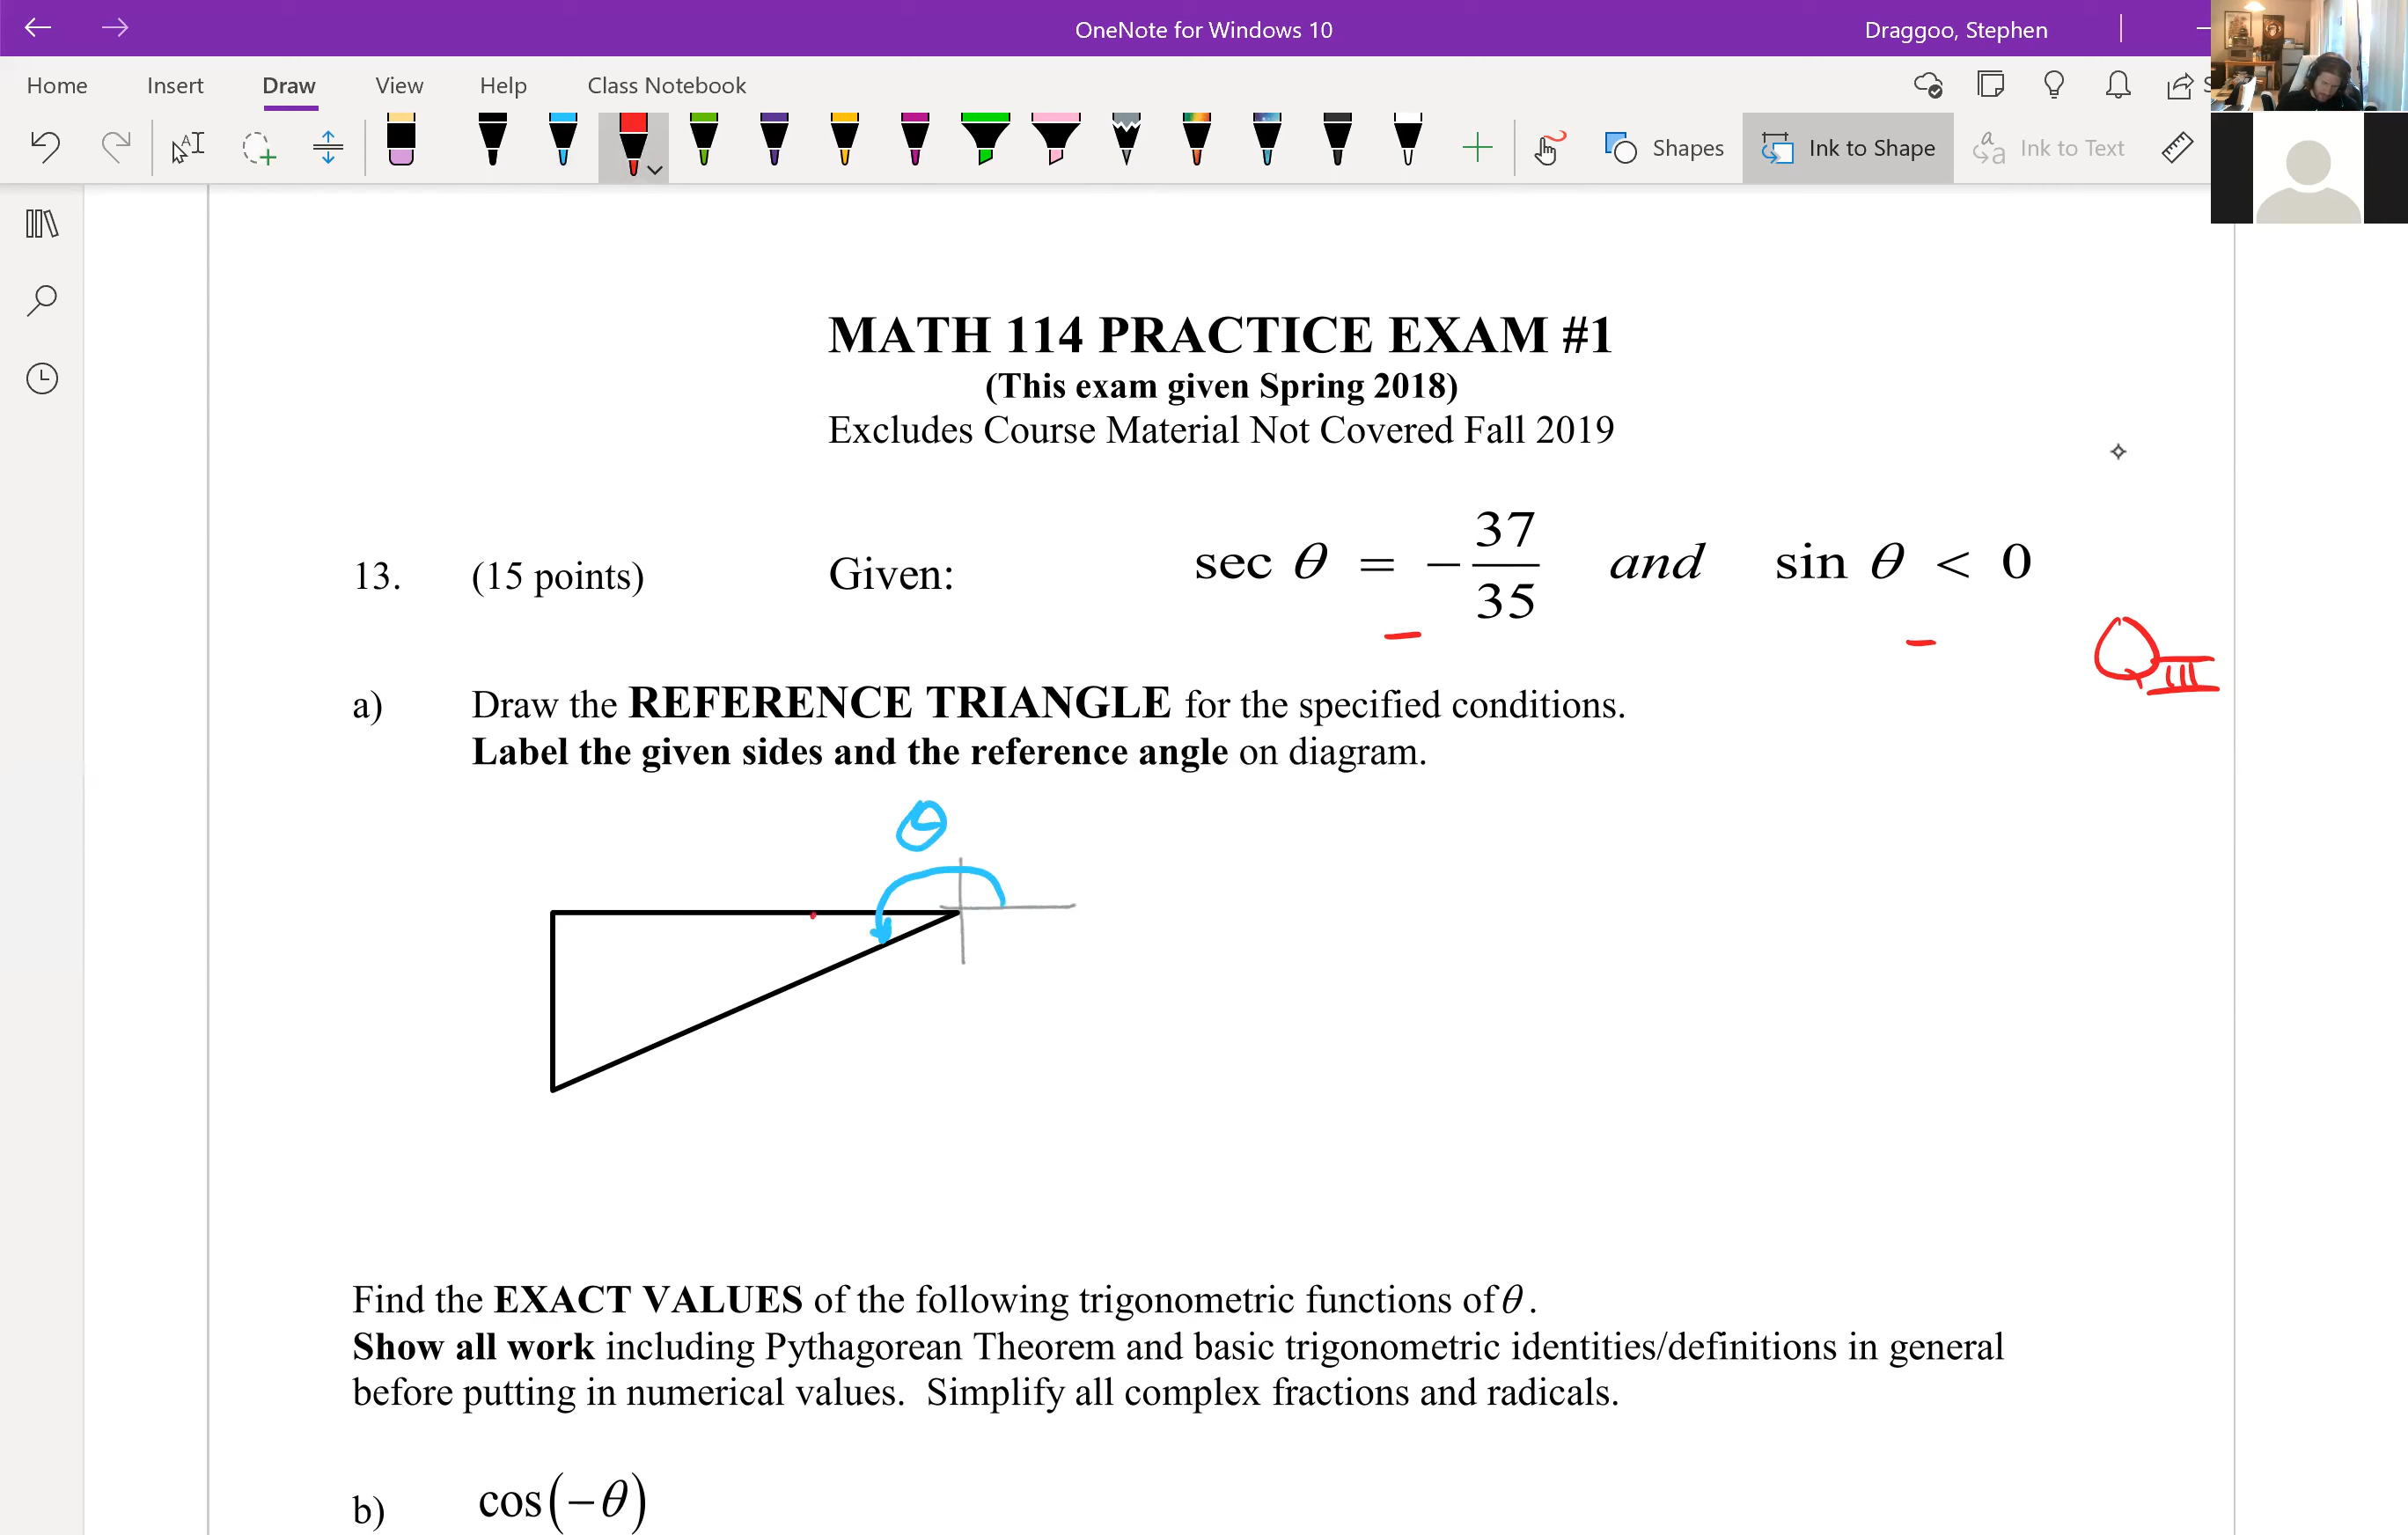 OneNote for Windows 10
Draggoo, Stephen
Home Insert Draw View Help Class Notebook
Shapes Ink to Shape Ink to Text
MATH 114 PRACTICE EXAM #1
(This exam given Spring 2018)
Excludes Course Material Not Covered Fall 2019
13. (15 points) Given: sec θ = −37/35 and sin θ < 0
− − QIII
a) Draw the REFERENCE TRIANGLE for the specified conditions.
Label the given sides and the reference angle on diagram.
θ
Find the EXACT VALUES of the following trigonometric functions of θ.
Show all work including Pythagorean Theorem and basic trigonometric identities/definitions in general
before putting in numerical values. Simplify all complex fractions and radicals.
b) cos(−θ)